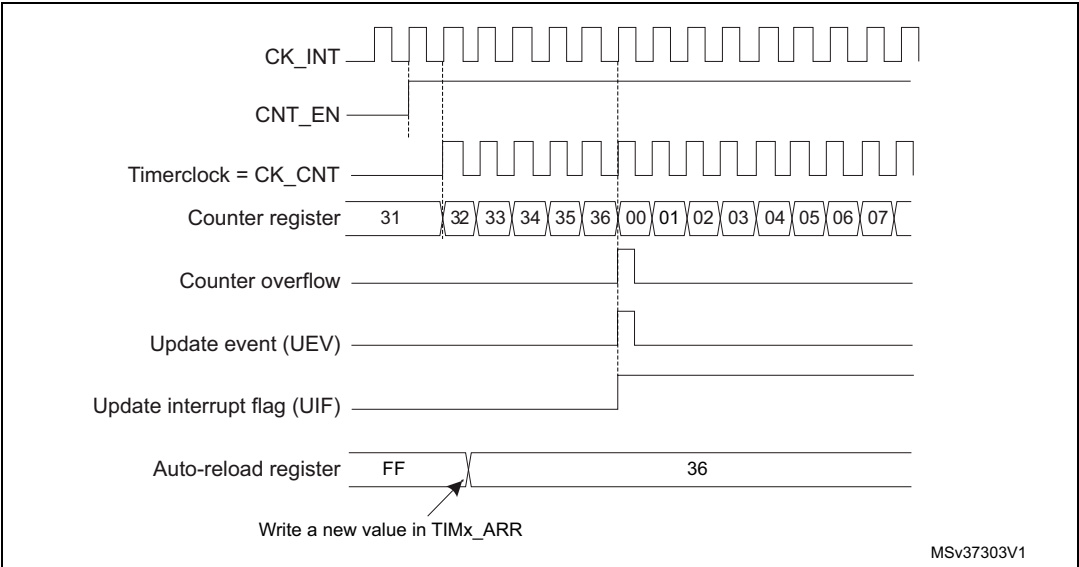 CK_INT
CNT_EN
Timerclock = CK_CNT
Counter register 31 32 33 34 35 36 00 01 02 03 04 05 06 07
Counter overflow
Update event (UEV)
Update interrupt flag (UIF)
Auto-reload register FF 36
Write a new value in TIMx_ARR
MSv37303V1